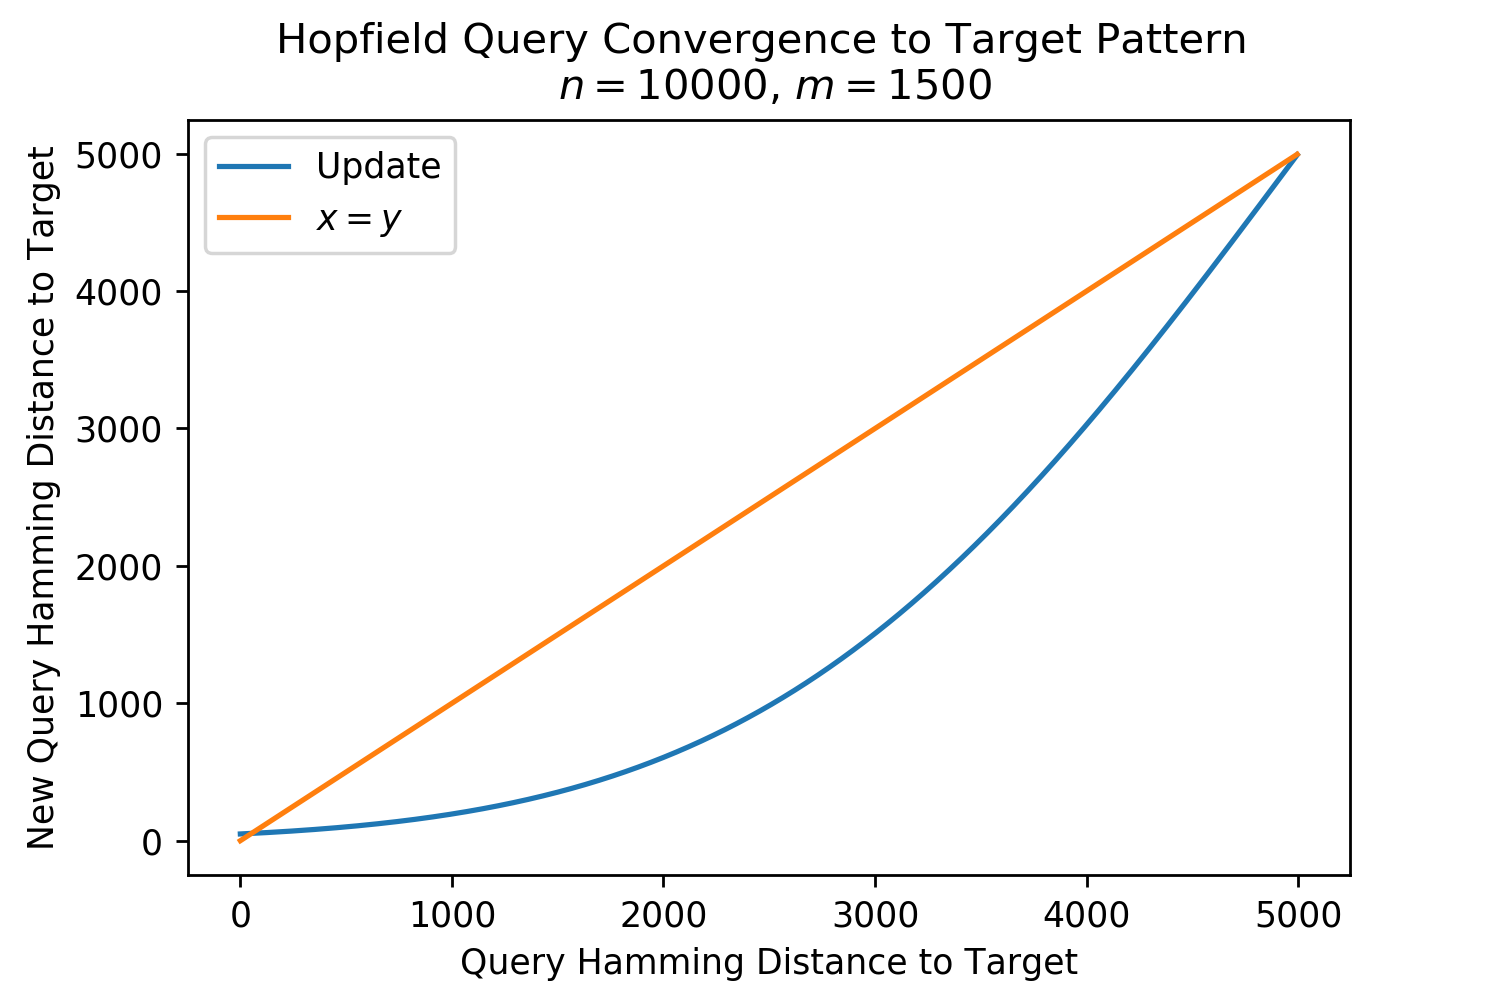 Hopfield Query Convergence to Target Pattern
n = 10000, m = 1500
Update
x = y
New Query Hamming Distance to Target
5000
4000
3000
2000
1000
0
0 1000 2000 3000 4000 5000
Query Hamming Distance to Target